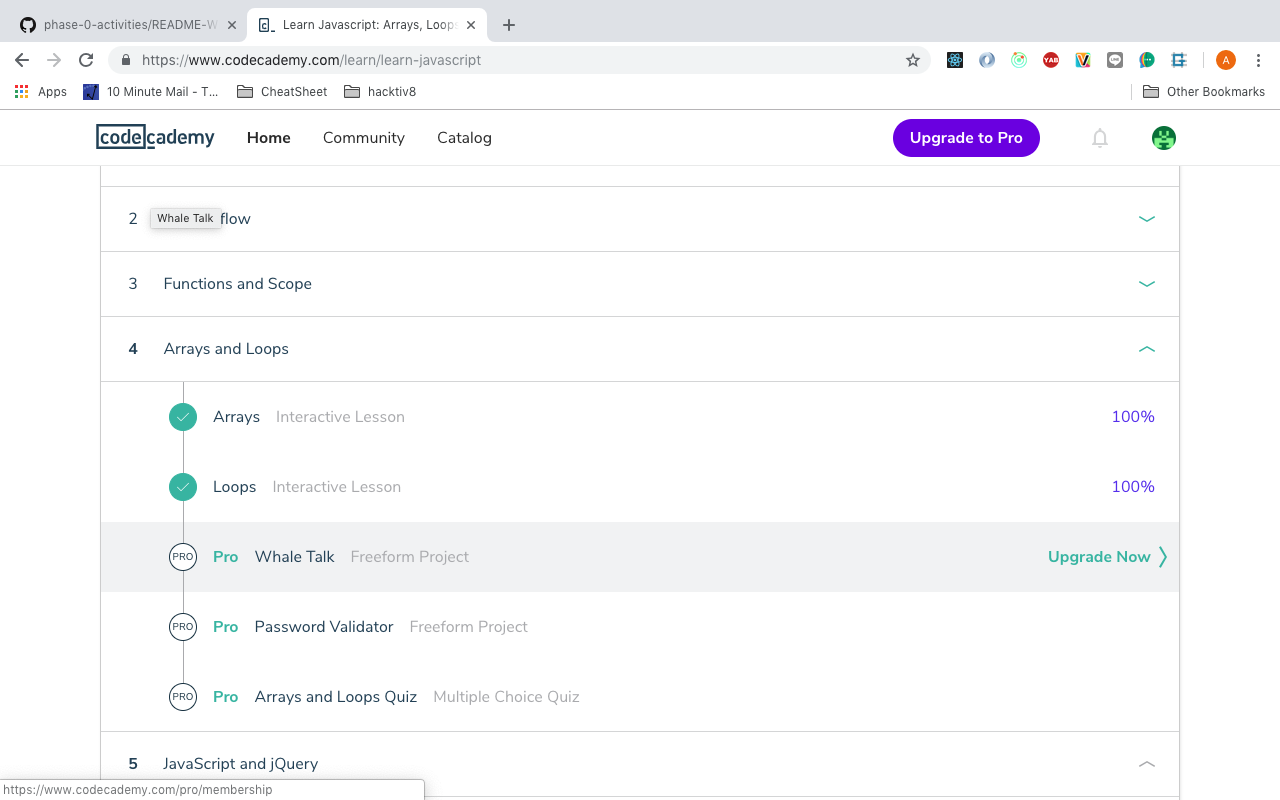 phase-0-activities/README-W
Learn Javascript: Arrays, Loops
https://www.codecademy.com/learn/learn-javascript
YAB
LINE
A
Apps
10 Minute Mail - T...
CheatSheet
hacktiv8
Other Bookmarks
codecademy
Home
Community
Catalog
Upgrade to Pro
2
Whale Talk
flow
3 Functions and Scope
4 Arrays and Loops
Arrays Interactive Lesson 100%
Loops Interactive Lesson 100%
PRO Pro Whale Talk Freeform Project Upgrade Now
PRO Pro Password Validator Freeform Project
PRO Pro Arrays and Loops Quiz Multiple Choice Quiz
5 JavaScript and jQuery
https://www.codecademy.com/pro/membership